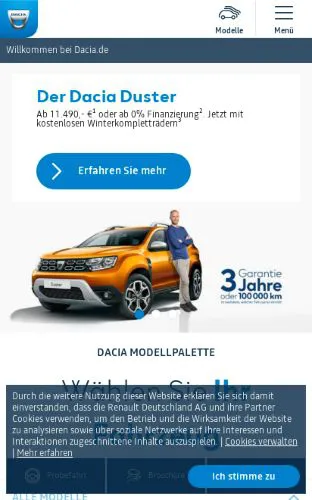 DACIA
Modelle
Menü
Willkommen bei Dacia.de
Der Dacia Duster
Ab 11 490,- €¹ oder ab 0% Finanzierung². Jetzt mit
kostenlosen Winterkompletträdern³
Erfahren Sie mehr
3 Garantie
Jahre
oder 100 000 km
DACIA MODELLPALETTE
Wählen Sie Ihr
Durch die weitere Nutzung dieser Website erklären Sie sich damit
einverstanden, dass die Renault Deutschland AG und ihre Partner
Cookies verwenden, um den Betrieb und die Wirksamkeit der Website
zu analysieren sowie über soziale Netzwerke auf Ihre Interessen und
Interaktionen zugeschnittene Inhalte auszuspielen. | Cookies verwalten
| Mehr erfahren
Probefahrt
Broschüre
Ich stimme zu
ALLE MODELLE